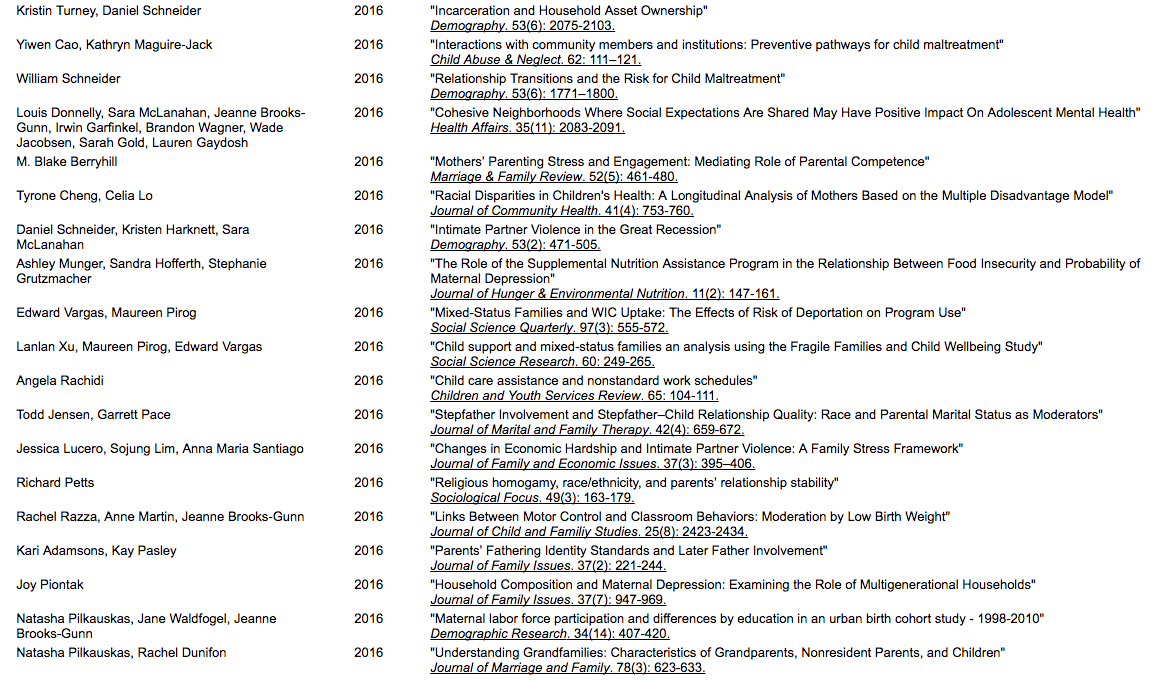 Kristin Turney, Daniel Schneider 2016 "Incarceration and Household Asset Ownership"
Demography. 53(6): 2075-2103.
Yiwen Cao, Kathryn Maguire-Jack 2016 "Interactions with community members and institutions: Preventive pathways for child maltreatment"
Child Abuse & Neglect. 62: 111–121.
William Schneider 2016 "Relationship Transitions and the Risk for Child Maltreatment"
Demography. 53(6): 1771–1800.
Louis Donnelly, Sara McLanahan, Jeanne Brooks- 2016 "Cohesive Neighborhoods Where Social Expectations Are Shared May Have Positive Impact On Adolescent Mental Health"
Gunn, Irwin Garfinkel, Brandon Wagner, Wade Health Affairs. 35(11): 2083-2091.
Jacobsen, Sarah Gold, Lauren Gaydosh
M. Blake Berryhill 2016 "Mothers' Parenting Stress and Engagement: Mediating Role of Parental Competence"
Marriage & Family Review. 52(5): 461-480.
Tyrone Cheng, Celia Lo 2016 "Racial Disparities in Children's Health: A Longitudinal Analysis of Mothers Based on the Multiple Disadvantage Model"
Journal of Community Health. 41(4): 753-760.
Daniel Schneider, Kristen Harknett, Sara 2016 "Intimate Partner Violence in the Great Recession"
McLanahan Demography. 53(2): 471-505.
Ashley Munger, Sandra Hofferth, Stephanie 2016 "The Role of the Supplemental Nutrition Assistance Program in the Relationship Between Food Insecurity and Probability of
Grutzmacher Maternal Depression"
Journal of Hunger & Environmental Nutrition. 11(2): 147-161.
Edward Vargas, Maureen Pirog 2016 "Mixed-Status Families and WIC Uptake: The Effects of Risk of Deportation on Program Use"
Social Science Quarterly. 97(3): 555-572.
Lanlan Xu, Maureen Pirog, Edward Vargas 2016 "Child support and mixed-status families an analysis using the Fragile Families and Child Wellbeing Study"
Social Science Research. 60: 249-265.
Angela Rachidi 2016 "Child care assistance and nonstandard work schedules"
Children and Youth Services Review. 65: 104-111.
Todd Jensen, Garrett Pace 2016 "Stepfather Involvement and Stepfather–Child Relationship Quality: Race and Parental Marital Status as Moderators"
Journal of Marital and Family Therapy. 42(4): 659-672.
Jessica Lucero, Sojung Lim, Anna Maria Santiago 2016 "Changes in Economic Hardship and Intimate Partner Violence: A Family Stress Framework"
Journal of Family and Economic Issues. 37(3): 395–406.
Richard Petts 2016 "Religious homogamy, race/ethnicity, and parents' relationship stability"
Sociological Focus. 49(3): 163-179.
Rachel Razza, Anne Martin, Jeanne Brooks-Gunn 2016 "Links Between Motor Control and Classroom Behaviors: Moderation by Low Birth Weight"
Journal of Child and Familiy Studies. 25(8): 2423-2434.
Kari Adamsons, Kay Pasley 2016 "Parents' Fathering Identity Standards and Later Father Involvement"
Journal of Family Issues. 37(2): 221-244.
Joy Piontak 2016 "Household Composition and Maternal Depression: Examining the Role of Multigenerational Households"
Journal of Family Issues. 37(7): 947-969.
Natasha Pilkauskas, Jane Waldfogel, Jeanne 2016 "Maternal labor force participation and differences by education in an urban birth cohort study - 1998-2010"
Brooks-Gunn Demographic Research. 34(14): 407-420.
Natasha Pilkauskas, Rachel Dunifon 2016 "Understanding Grandfamilies: Characteristics of Grandparents, Nonresident Parents, and Children"
Journal of Marriage and Family. 78(3): 623-633.